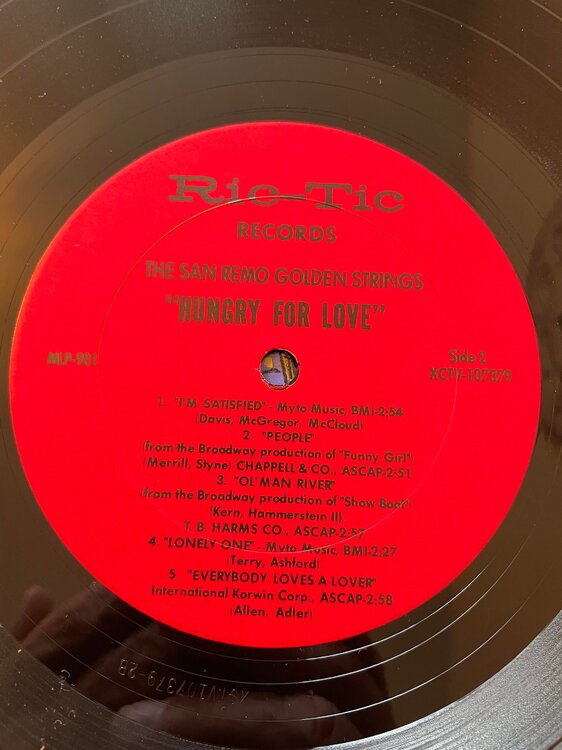 Ric-Tic
RECORDS
THE SAN REMO GOLDEN STRINGS
"HUNGRY FOR LOVE"
MLP-901
Side 2
XCTV-107379
1. "I'M SATISFIED" - Myto Music, BMI-2:54
(Davis, McGregor, McCloud)
2. "PEOPLE"
(from the Broadway production of "Funny Girl")
(Merrill, Styne) CHAPPELL & CO., ASCAP-2:51
3. "OL' MAN RIVER"
(from the Broadway production of "Show Boat")
(Kern, Hammerstein II)
T. B. HARMS CO., ASCAP-2:57
4. "LONELY ONE" - Myto Music, BMI-2:27
(Terry, Ashford)
5. "EVERYBODY LOVES A LOVER"
International Korwin Corp., ASCAP-2:58
(Allen, Adler)
XCTV107379-2B